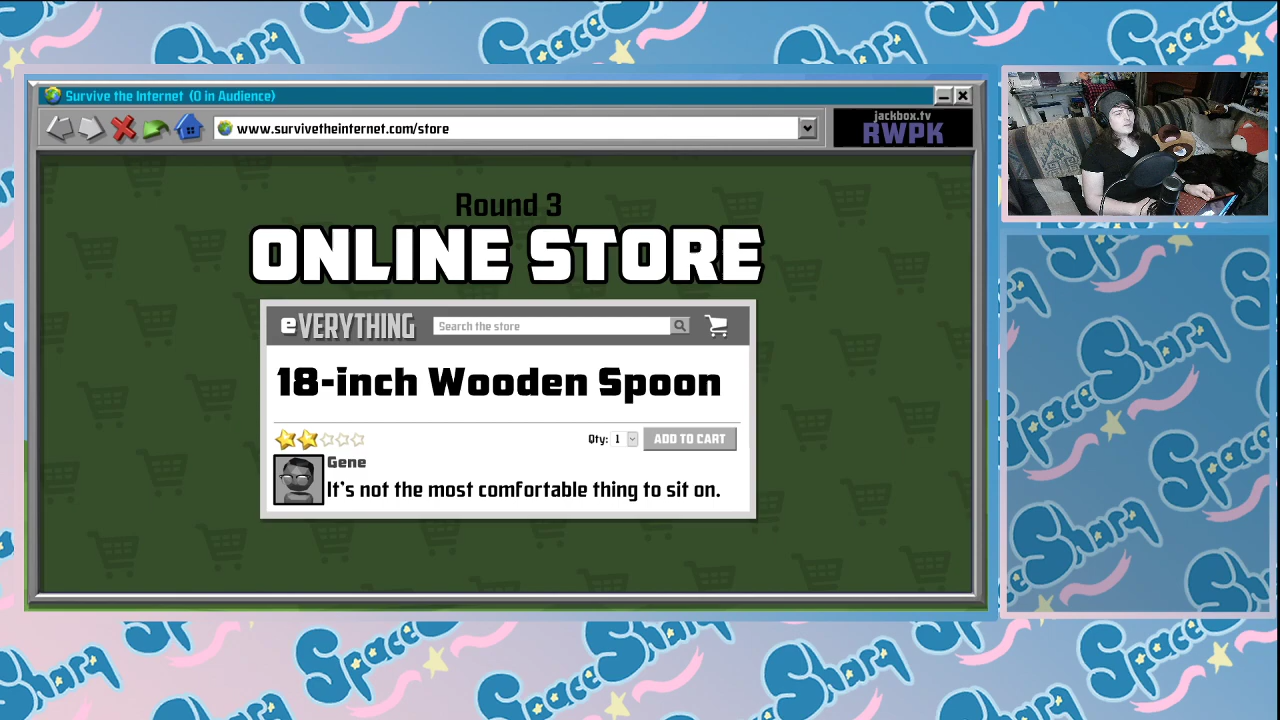 Space Sharq
Survive the Internet (0 in Audience)
www.survivetheinternet.com/store
jackbox.tv
RWPK
Round 3
ONLINE STORE
eVERYTHING
Search the store
18-inch Wooden Spoon
Qty: 1
ADD TO CART
Gene
It's not the most comfortable thing to sit on.